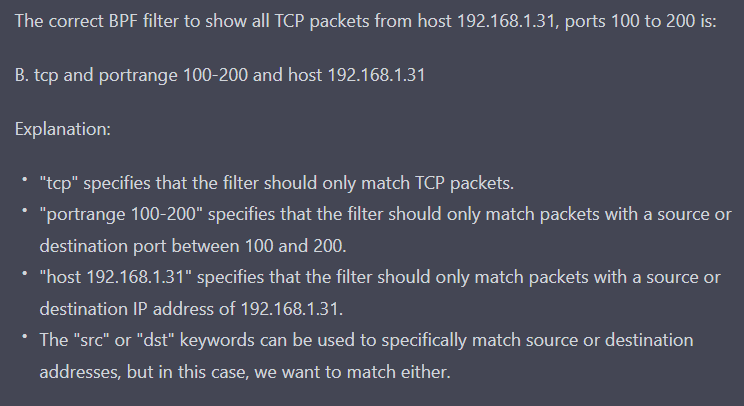 The correct BPF filter to show all TCP packets from host 192.168.1.31, ports 100 to 200 is:
B. tcp and portrange 100-200 and host 192.168.1.31
Explanation:
• "tcp" specifies that the filter should only match TCP packets.
• "portrange 100-200" specifies that the filter should only match packets with a source or
destination port between 100 and 200.
• "host 192.168.1.31" specifies that the filter should only match packets with a source or
destination IP address of 192.168.1.31.
• The "src" or "dst" keywords can be used to specifically match source or destination
addresses, but in this case, we want to match either.